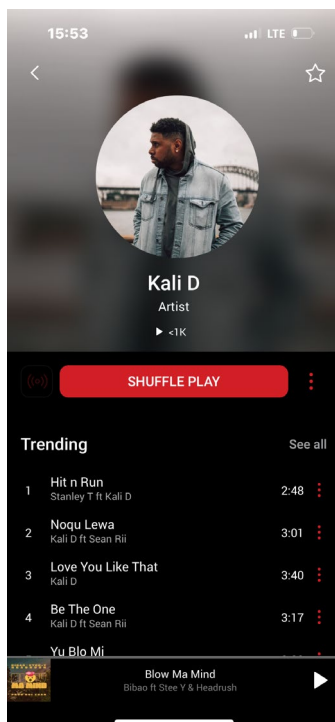 15:53
LTE
Kali D
Artist
<1K
SHUFFLE PLAY
Trending See all
1 Hit n Run 2:48
Stanley T ft Kali D
2 Noqu Lewa 3:01
Kali D ft Sean Rii
3 Love You Like That 3:40
Kali D
4 Be The One 3:17
Kali D ft Sean Rii
Yu Blo Mi
MA MIND
Blow Ma Mind
Bibao ft Stee Y & Headrush